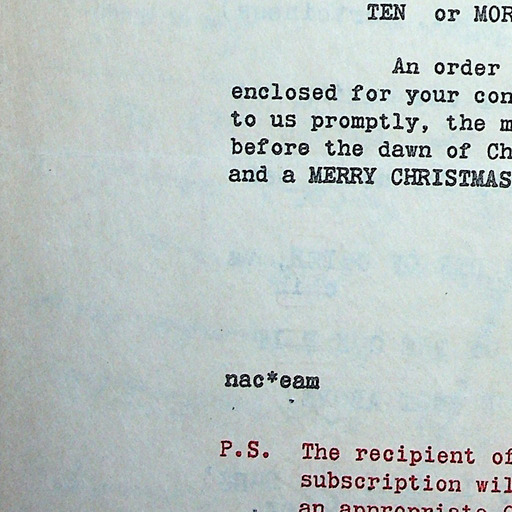 TEN or MOR
An order
enclosed for your con
to us promptly, the m
before the dawn of Ch
and a MERRY CHRISTMAS
nac*eam
P.S. The recipient of
subscription wil
an appropriate